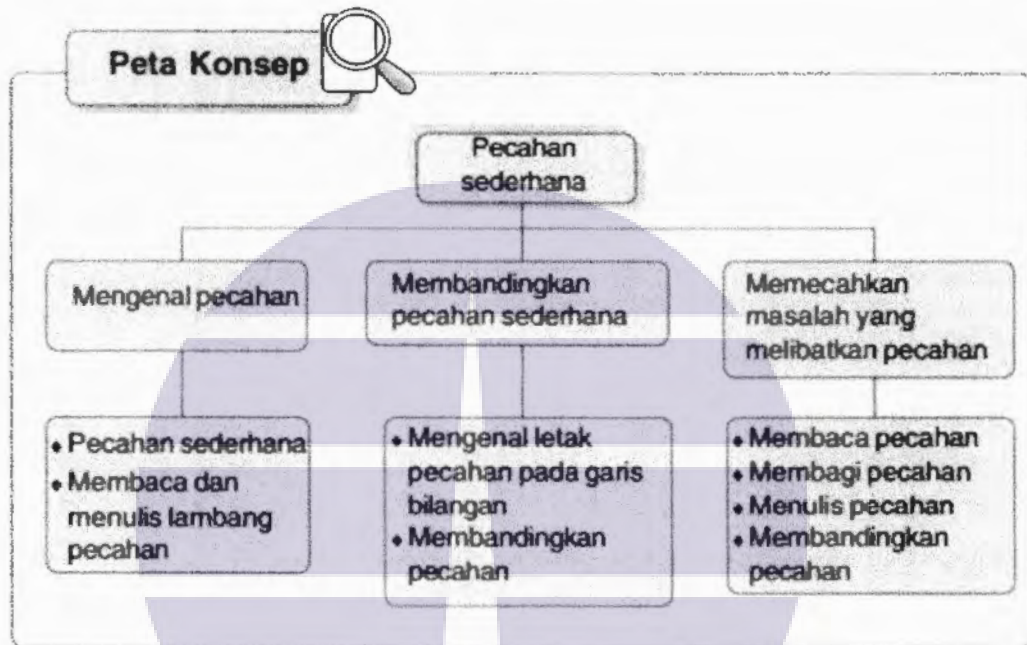 Peta Konsep
Pecahan
sederhana
Mengenal pecahan
Membandingkan
pecahan sederhana
Memecahkan
masalah yang
melibatkan pecahan
♦ Pecahan sederhana
♦ Membaca dan
menulis lambang
pecahan
♦ Mengenal letak
pecahan pada garis
bilangan
♦ Membandingkan
pecahan
♦ Membaca pecahan
♦ Membagi pecahan
♦ Menulis pecahan
♦ Membandingkan
pecahan